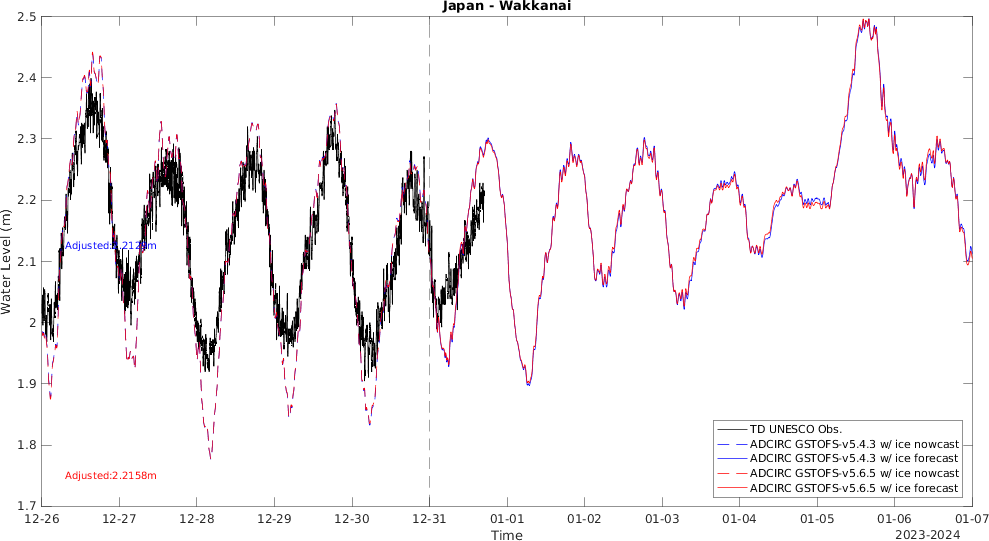 Japan - Wakkanai
Water Level (m)
2.5
2.4
2.3
2.2
2.1
2
1.9
1.8
1.7
Adjusted:2.212 m
Adjusted:2.2158m
TD UNESCO Obs.
ADCIRC GSTOFS-v5.4.3 w/ ice nowcast
ADCIRC GSTOFS-v5.4.3 w/ ice forecast
ADCIRC GSTOFS-v5.6.5 w/ ice nowcast
ADCIRC GSTOFS-v5.6.5 w/ ice forecast
12-26 12-27 12-28 12-29 12-30 12-31 01-01 01-02 01-03 01-04 01-05 01-06 01-07
Time
2023-2024